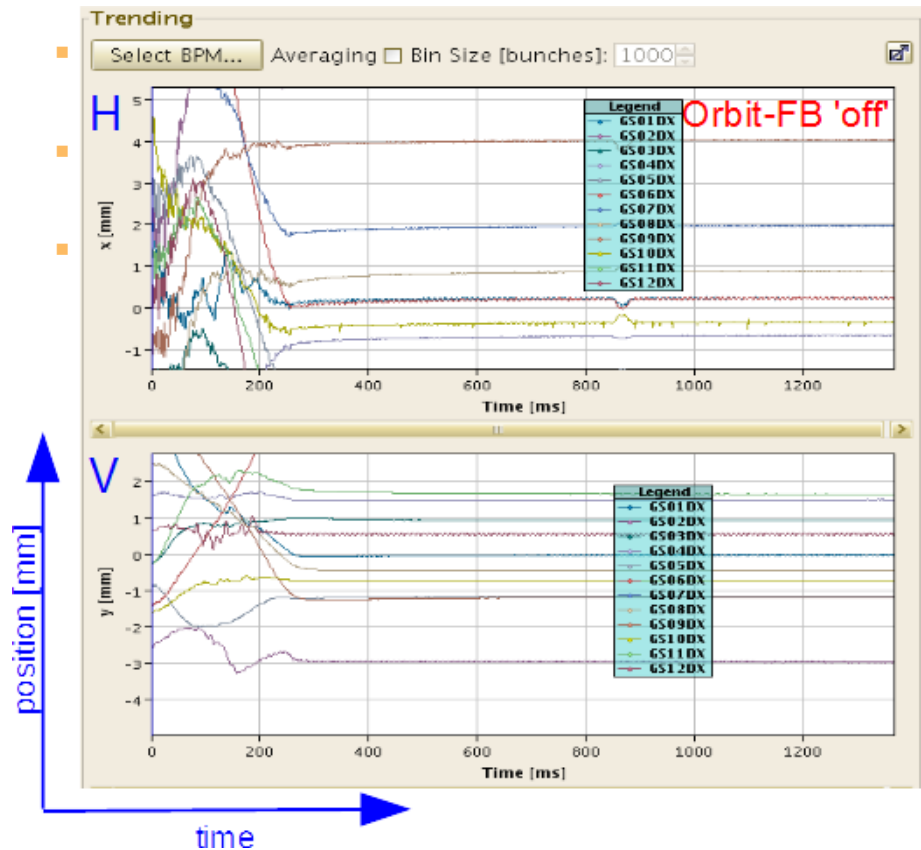 Trending
Select BPM... Averaging Bin Size [bunches]: 1000
H
Orbit-FB 'off'
Legend
GS01DX
GS02DX
GS03DX
GS04DX
GS05DX
GS06DX
GS07DX
GS08DX
GS09DX
GS10DX
GS11DX
GS12DX
x [mm]
5
4
3
2
1
0
-1
0 200 400 600 800 1000 1200
Time [ms]
V
Legend
GS01DX
GS02DX
GS03DX
GS04DX
GS05DX
GS06DX
GS07DX
GS08DX
GS09DX
GS10DX
GS11DX
GS12DX
y [mm]
2
1
0
-1
-2
-3
-4
0 200 400 600 800 1000 1200
Time [ms]
position [mm]
time